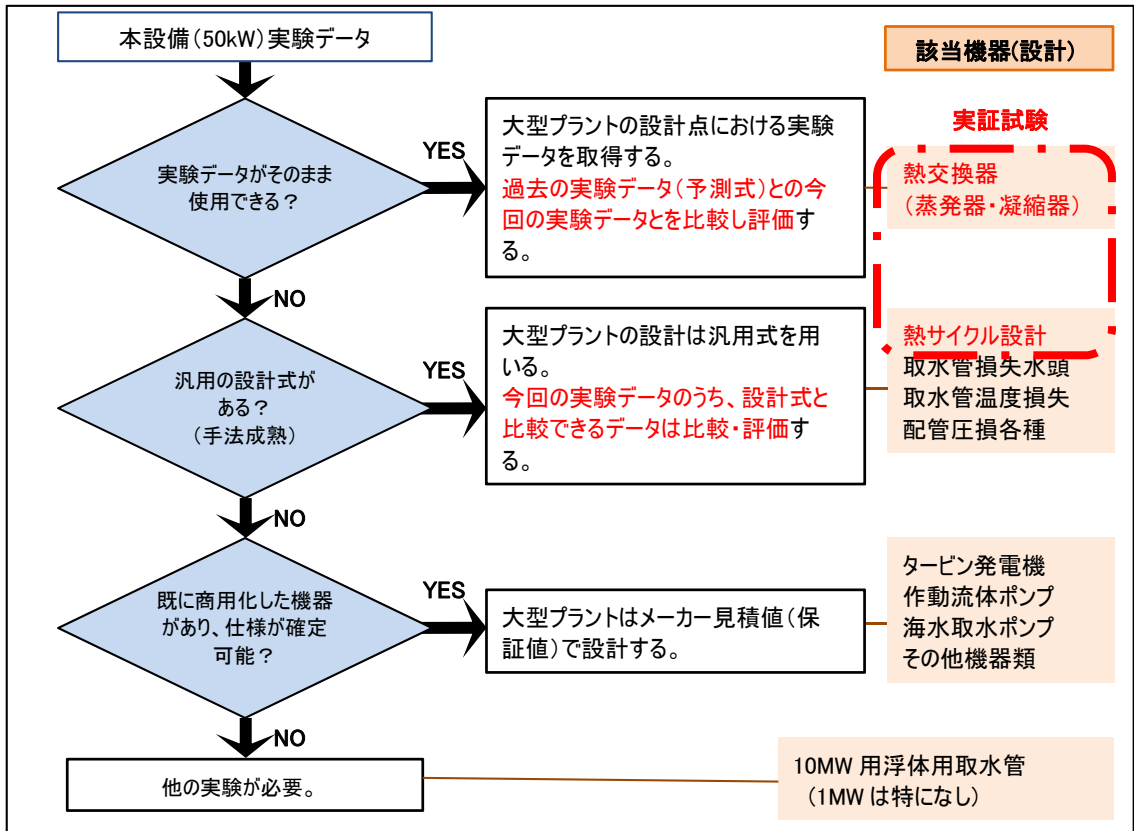 本設備(50kW)実験データ
該当機器(設計)
実証試験
実験データがそのまま
使用できる？
YES
大型プラントの設計点における実験
データを取得する。
過去の実験データ(予測式)との今
回の実験データとを比較し評価す
る。
熱交換器
(蒸発器・凝縮器)
NO
汎用の設計式が
ある？
(手法成熟)
YES
大型プラントの設計は汎用式を用
いる。
今回の実験データのうち、設計式と
比較できるデータは比較・評価す
る。
熱サイクル設計
取水管損失水頭
取水管温度損失
配管圧損各種
NO
既に商用化した機器
があり、仕様が確定
可能？
YES
大型プラントはメーカー見積値(保
証値)で設計する。
タービン発電機
作動流体ポンプ
海水取水ポンプ
その他機器類
NO
他の実験が必要。
10MW 用浮体用取水管
(1MW は特になし)